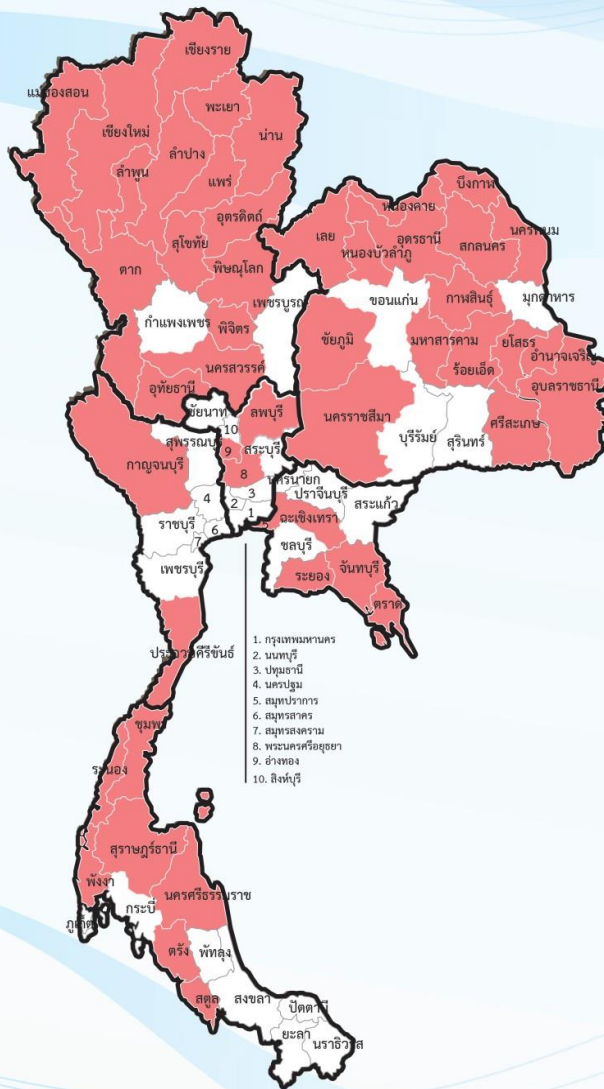 เชียงราย
แม่ฮ่องสอน
พะเยา
เชียงใหม่
น่าน
ลำปาง
ลำพูน
แพร่
อุตรดิตถ์
สุโขทัย
ตาก
พิษณุโลก
เพชรบูรณ์
กำแพงเพชร
พิจิตร
นครสวรรค์
อุทัยธานี
บึงกาฬ
หนองคาย
เลย
อุดรธานี
นครพนม
หนองบัวลำภู
สกลนคร
ขอนแก่น
กาฬสินธุ์
มุกดาหาร
ชัยภูมิ
มหาสารคาม
ยโสธร
อำนาจเจริญ
ร้อยเอ็ด
อุบลราชธานี
นครราชสีมา
ศรีสะเกษ
บุรีรัมย์
สุรินทร์
ชัยนาท
ลพบุรี
10
สุพรรณบุรี
9
สระบุรี
กาญจนบุรี
8
นครนายก
ปราจีนบุรี
สระแก้ว
4
3
2
1
ฉะเชิงเทรา
5
ราชบุรี
6
7
ชลบุรี
เพชรบุรี
ระยอง
จันทบุรี
ตราด
ประจวบคีรีขันธ์
1. กรุงเทพมหานคร
2. นนทบุรี
3. ปทุมธานี
4. นครปฐม
5. สมุทปราการ
6. สมุทรสาคร
7. สมุทรสงคราม
8. พระนครศรีอยุธยา
9. อ่างทอง
10. สิงห์บุรี
ชุมพร
ระนอง
สุราษฎร์ธานี
พังงา
นครศรีธรรมราช
กระบี่
ภูเก็ต
ตรัง
พัทลุง
สตูล
สงขลา
ปัตตานี
ยะลา
นราธิวาส